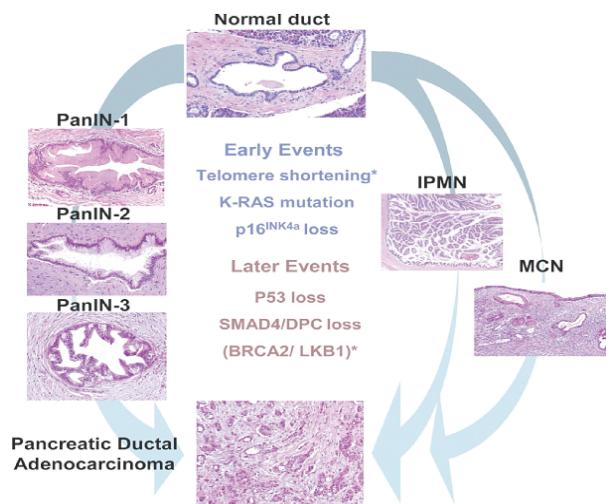 Normal duct
PanIN-1
Early Events
Telomere shortening*
K-RAS mutation
p16INK4a loss
IPMN
PanIN-2
Later Events
MCN
PanIN-3
P53 loss
SMAD4/DPC loss
(BRCA2/ LKB1)*
Pancreatic Ductal
Adenocarcinoma